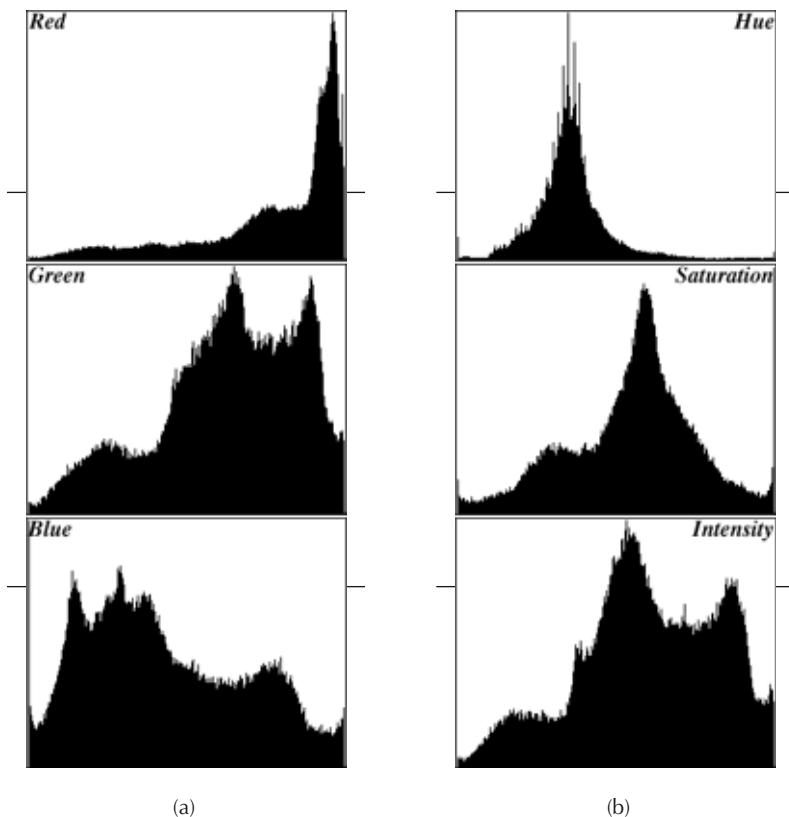 Red
Hue
Green
Saturation
Blue
Intensity
(a)
(b)